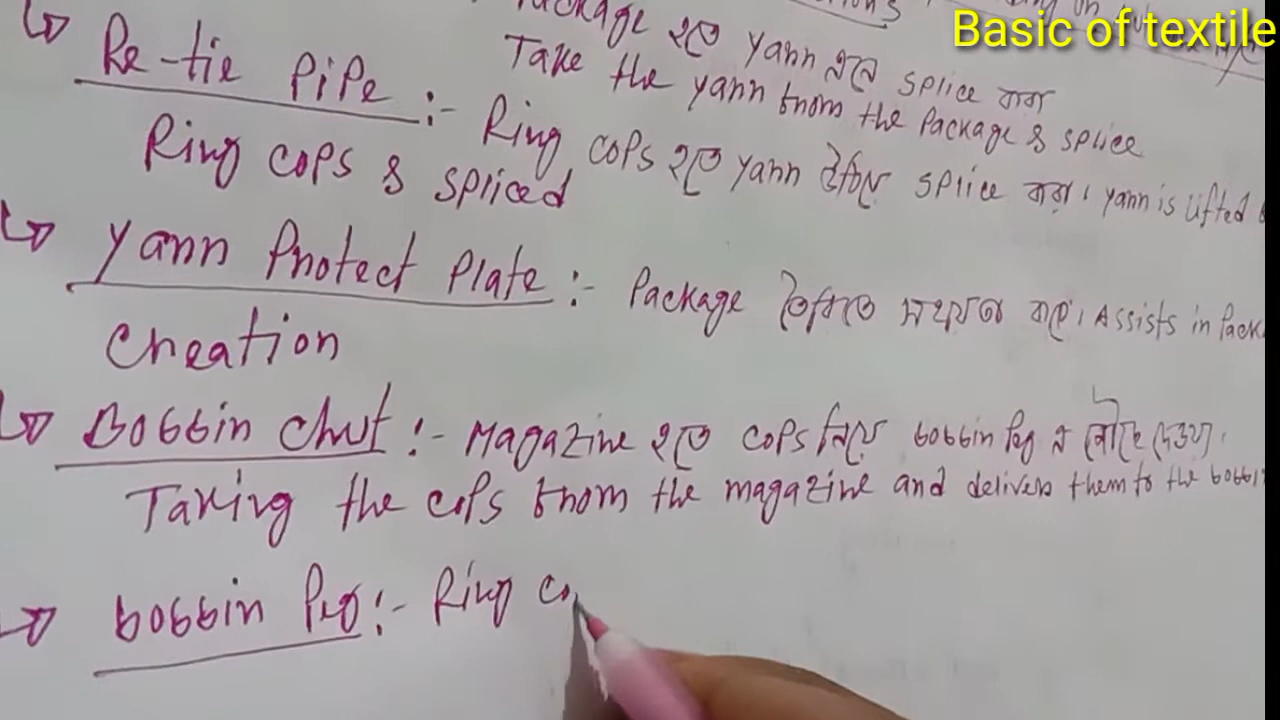 Basic of textile
Package হতে yarn এনে splice করা
Take the yarn from the Package & splice
Re-tie Pipe :- Ring cops হতে yarn উঠিয়ে splice করা। yarn is lifted
Ring cops & spliced
Yarn Protect Plate :- Package তৈরিতে সহায়তা করে। Assists in Pack
Creation
Bobbin Chut :- Magazine হতে cops নিয়ে bobbin Peg এ পৌছে দেওয়া।
Taking the cops from the magazine and delivers them to the bobbi
bobbin Peg :- Ring co